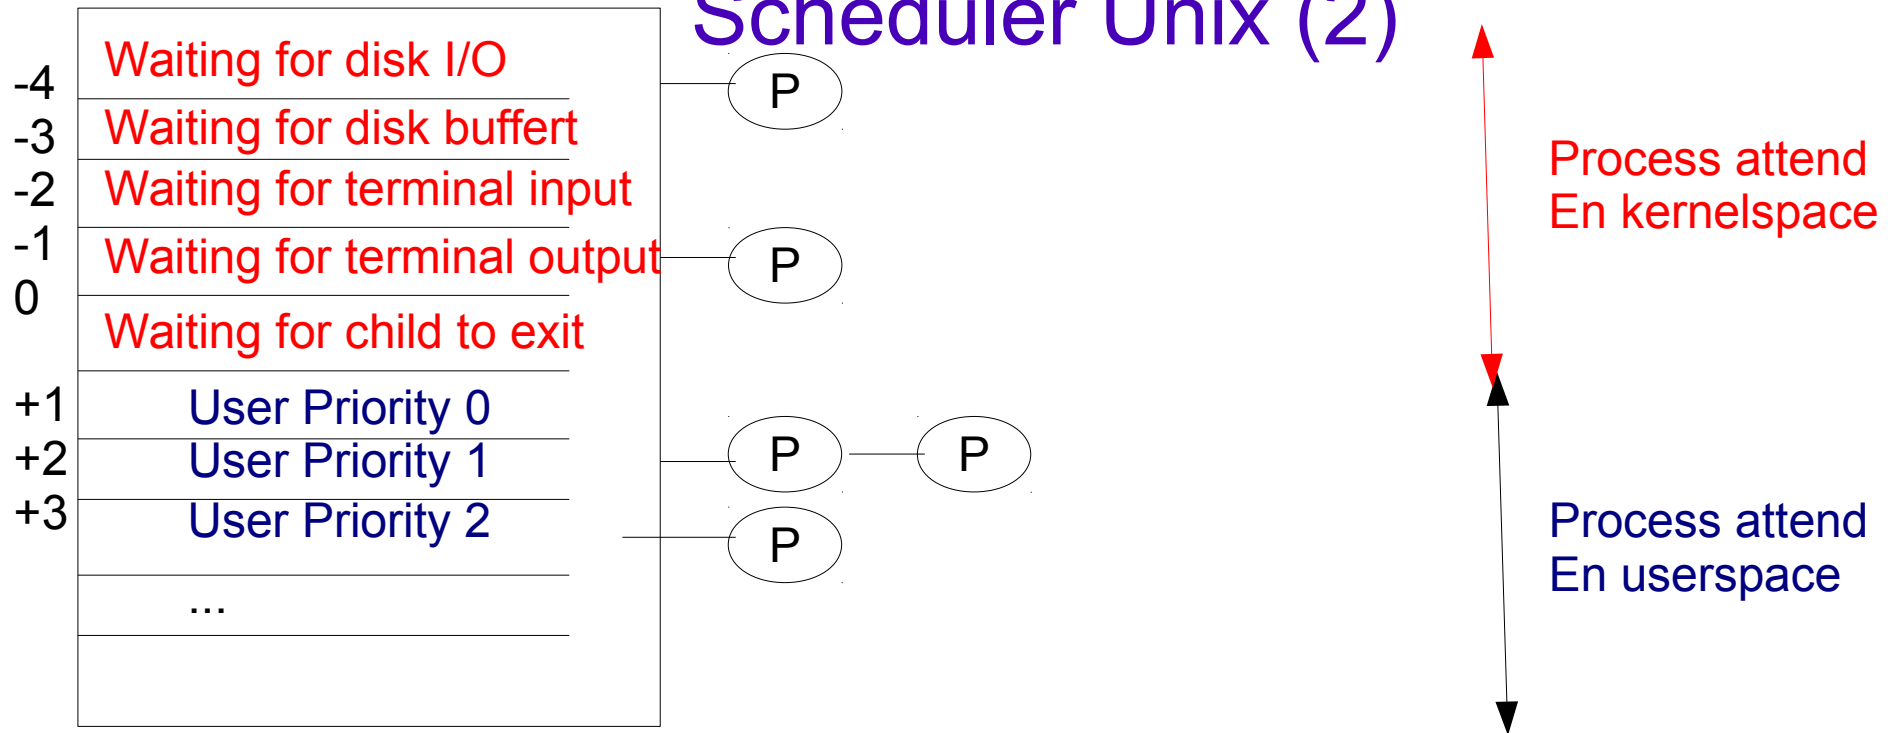 Scheduler Unix (2)
-4 Waiting for disk I/O P
-3 Waiting for disk buffert
-2 Waiting for terminal input
-1 Waiting for terminal output P
0 Waiting for child to exit
+1 User Priority 0
+2 User Priority 1 P P
+3 User Priority 2 P
...
Process attend
En kernelspace
Process attend
En userspace